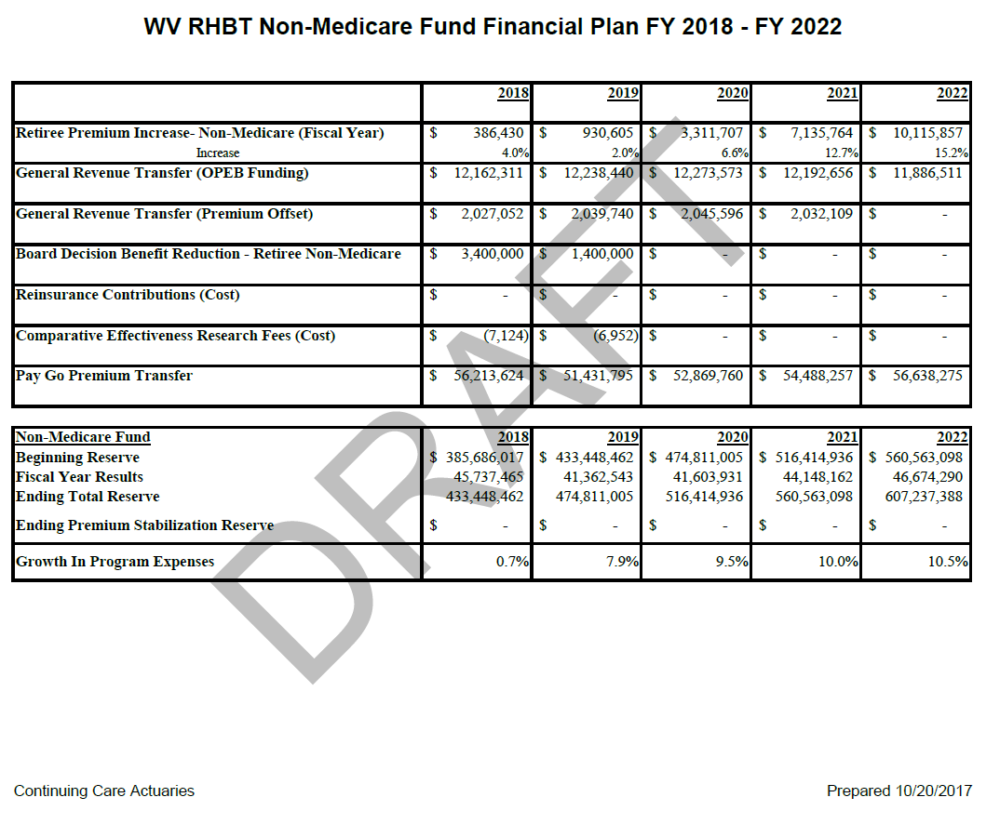 WV RHBT Non-Medicare Fund Financial Plan FY 2018 - FY 2022
2018 2019 2020 2021 2022
Retiree Premium Increase- Non-Medicare (Fiscal Year) $ 386,430 $ 930,605 $ 3,311,707 $ 7,135,764 $ 10,115,857
Increase 4.0% 2.0% 6.6% 12.7% 15.2%
General Revenue Transfer (OPEB Funding) $ 12,162,311 $ 12,238,440 $ 12,273,573 $ 12,192,656 $ 11,886,511
General Revenue Transfer (Premium Offset) $ 2,027,052 $ 2,039,740 $ 2,045,596 $ 2,032,109 $ -
Board Decision Benefit Reduction - Retiree Non-Medicare $ 3,400,000 $ 1,400,000 $ - $ - $ -
Reinsurance Contributions (Cost) $ - $ - $ - $ - $ -
Comparative Effectiveness Research Fees (Cost) $ (7,124) $ (6,952) $ - $ - $ -
Pay Go Premium Transfer $ 56,213,624 $ 51,431,795 $ 52,869,760 $ 54,488,257 $ 56,638,275
Non-Medicare Fund 2018 2019 2020 2021 2022
Beginning Reserve $ 385,686,017 $ 433,448,462 $ 474,811,005 $ 516,414,936 $ 560,563,098
Fiscal Year Results 45,737,465 41,362,543 41,603,931 44,148,162 46,674,290
Ending Total Reserve 433,448,462 474,811,005 516,414,936 560,563,098 607,237,388
Ending Premium Stabilization Reserve $ - $ - $ - $ - $ -
Growth In Program Expenses 0.7% 7.9% 9.5% 10.0% 10.5%
DRAFT
Continuing Care Actuaries Prepared 10/20/2017